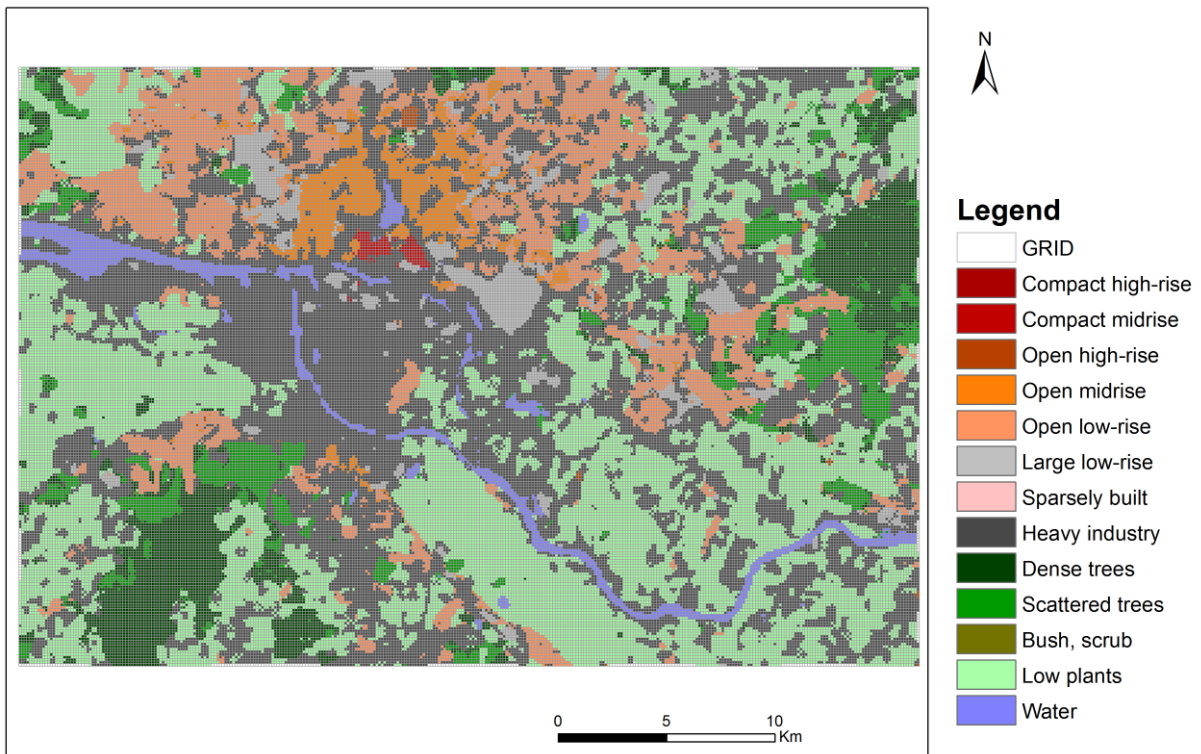 N
Legend
GRID
Compact high-rise
Compact midrise
Open high-rise
Open midrise
Open low-rise
Large low-rise
Sparsely built
Heavy industry
Dense trees
Scattered trees
Bush, scrub
Low plants
Water
0 5 10
Km